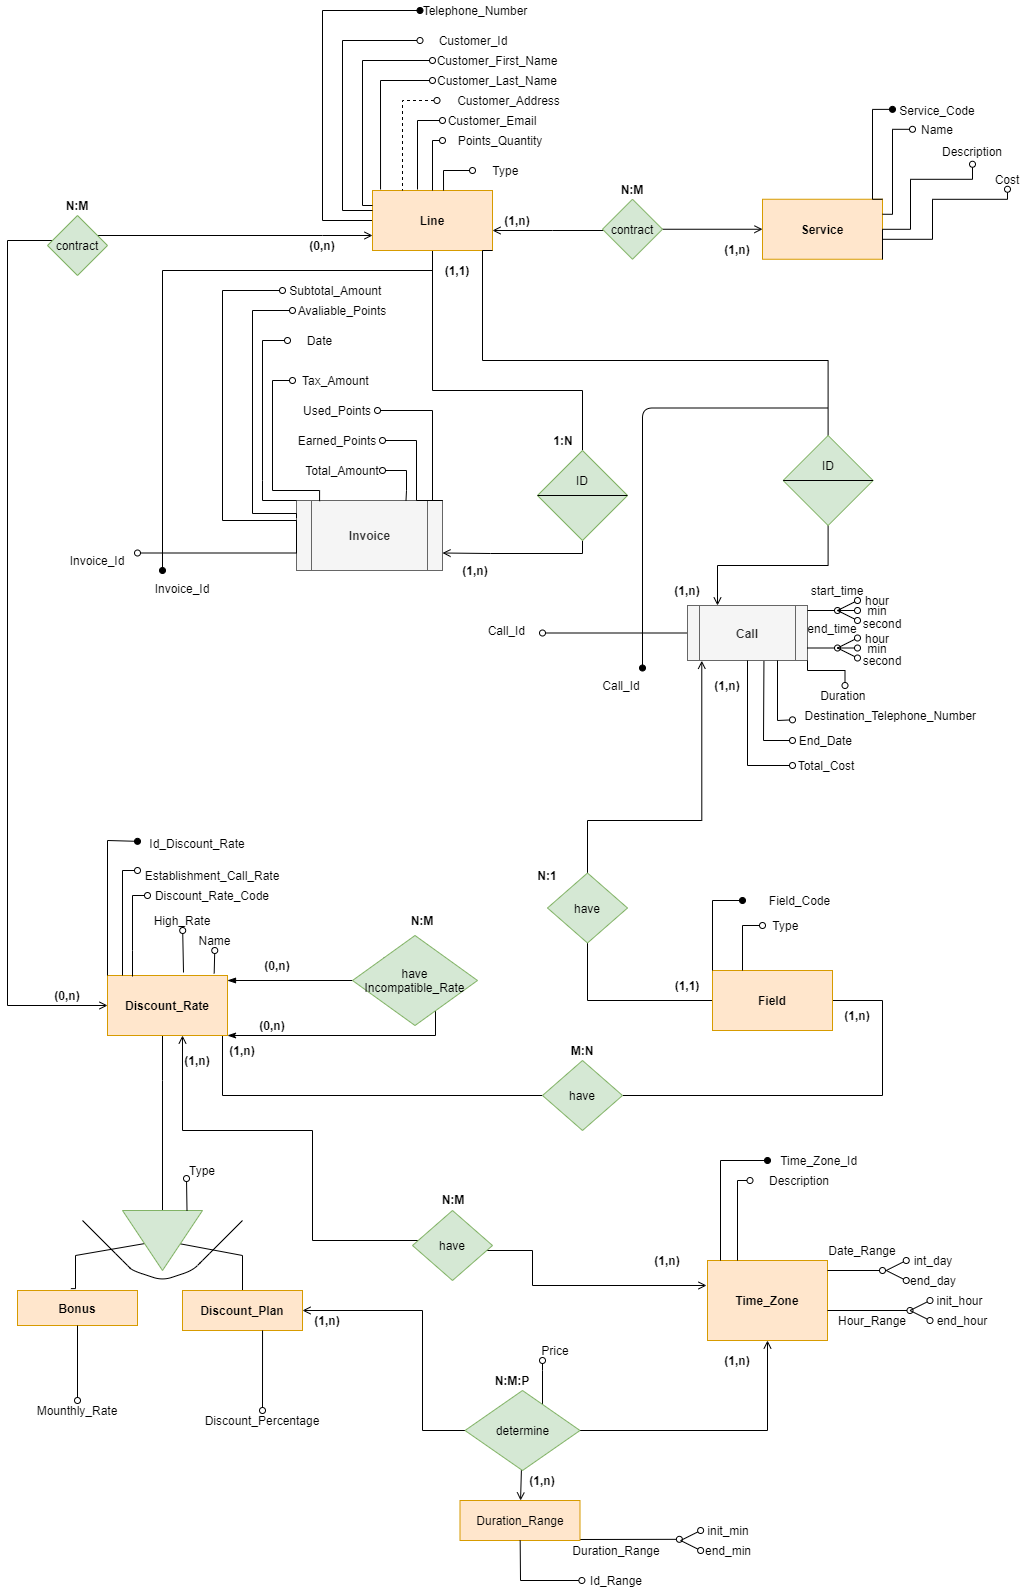 Telephone_Number
Customer_Id
Customer_First_Name
Customer_Last_Name
Customer_Address
Customer_Email
Points_Quantity
Type
Service_Code
Name
Description
Cost
N:M
contract
(0,n)
Line
(1,n)
N:M
contract
(1,n)
Service
(1,1)
Subtotal_Amount
Avaliable_Points
Date
Tax_Amount
Used_Points
Earned_Points
Total_Amount
1:N
ID
ID
Invoice
Invoice_Id
Invoice_Id
(1,n)
(1,n)
start_time
hour
min
second
end_time
hour
min
second
Call_Id
Call
Call_Id
(1,n)
Duration
Destination_Telephone_Number
End_Date
Total_Cost
Id_Discount_Rate
Establishment_Call_Rate
Discount_Rate_Code
High_Rate
Name
N:M
have
Incompatible_Rate
(0,n)
(0,n)
(0,n)
Discount_Rate
(1,n)
(1,n)
N:1
have
(1,1)
Field_Code
Type
Field
(1,n)
M:N
have
Type
N:M
have
(1,n)
Time_Zone_Id
Description
Date_Range
int_day
end_day
Time_Zone
init_hour
Hour_Range
end_hour
Bonus
Discount_Plan
(1,n)
(1,n)
Mounthly_Rate
Discount_Percentage
Price
N:M:P
determine
(1,n)
Duration_Range
Duration_Range
init_min
end_min
Id_Range